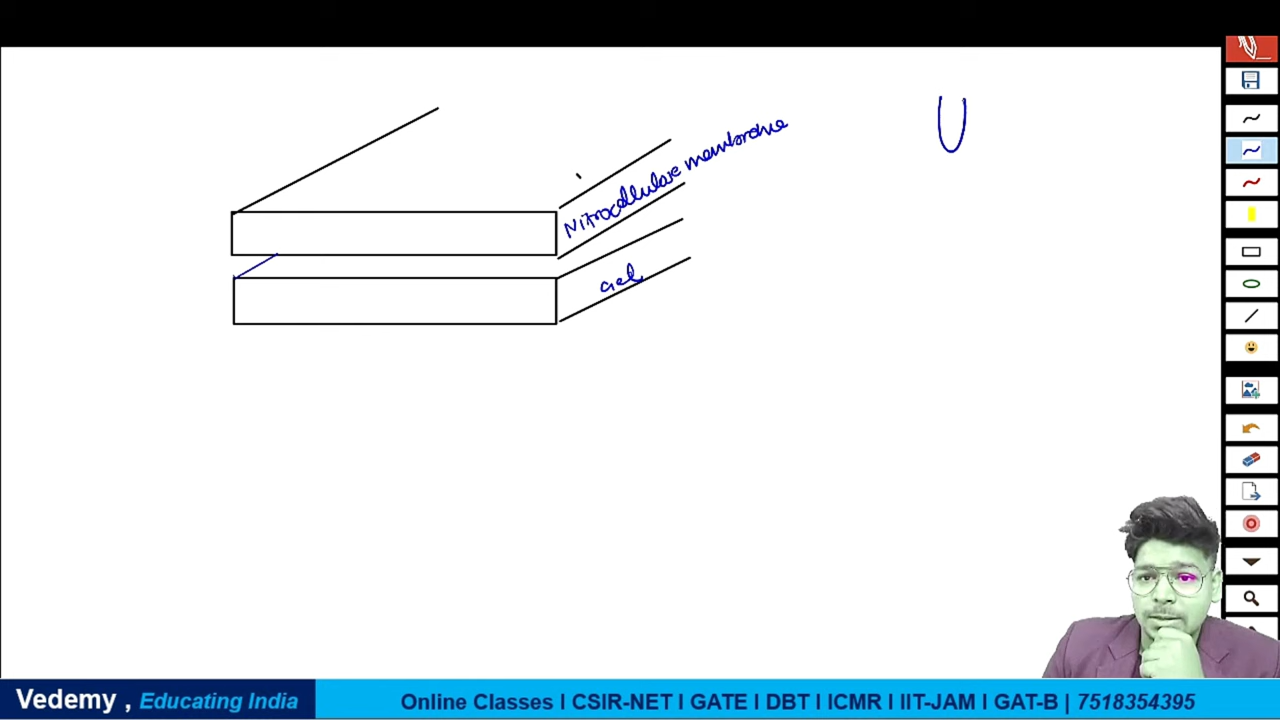 U
Nitrocellulose membrane
Gel
Vedemy , Educating India
Online Classes I CSIR-NET I GATE I DBT I ICMR I IIT-JAM I GAT-B | 7518354395